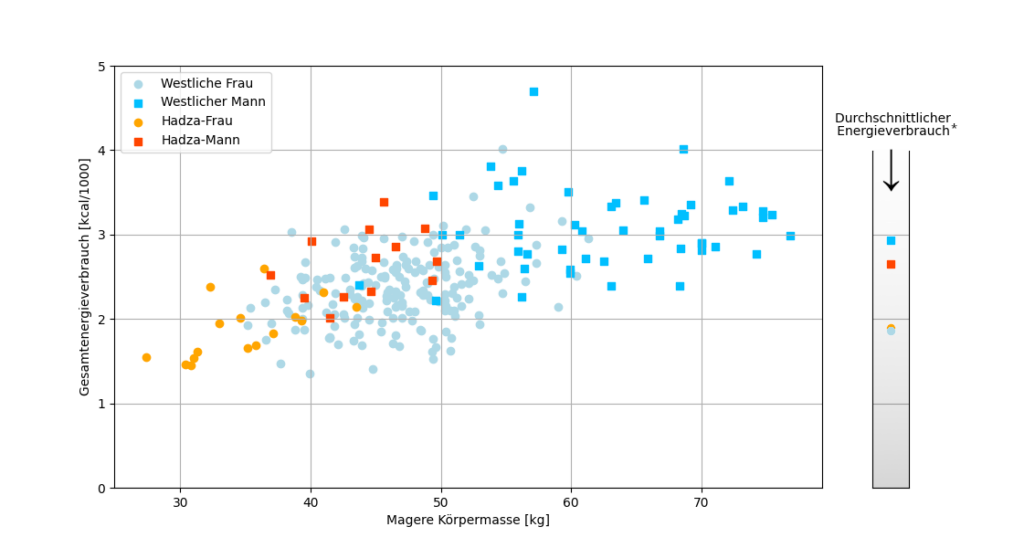 Westliche Frau
Westlicher Mann
Hadza-Frau
Hadza-Mann
Durchschnittlicher
Energieverbrauch*
Gesamtenergieverbrauch [kcal/1000]
5
4
3
2
1
0
30
40
50
60
70
Magere Körpermasse [kg]